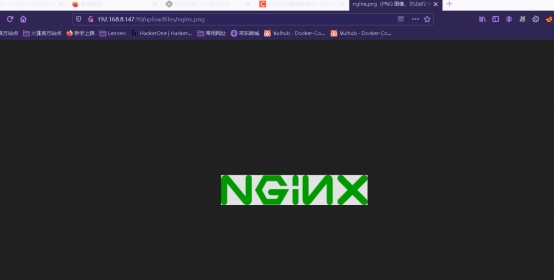 nginx.png (PNG 图像, 352x72
192.168.8.147:90/uploadfiles/nginx.png
官方站点 火狐官方站点 新手上路 Lenovo HackerOne | Hacker... 常用网址 京东商城 Vulhub - Docker-Co... Vulhub - Docker-Co...
NGiNX